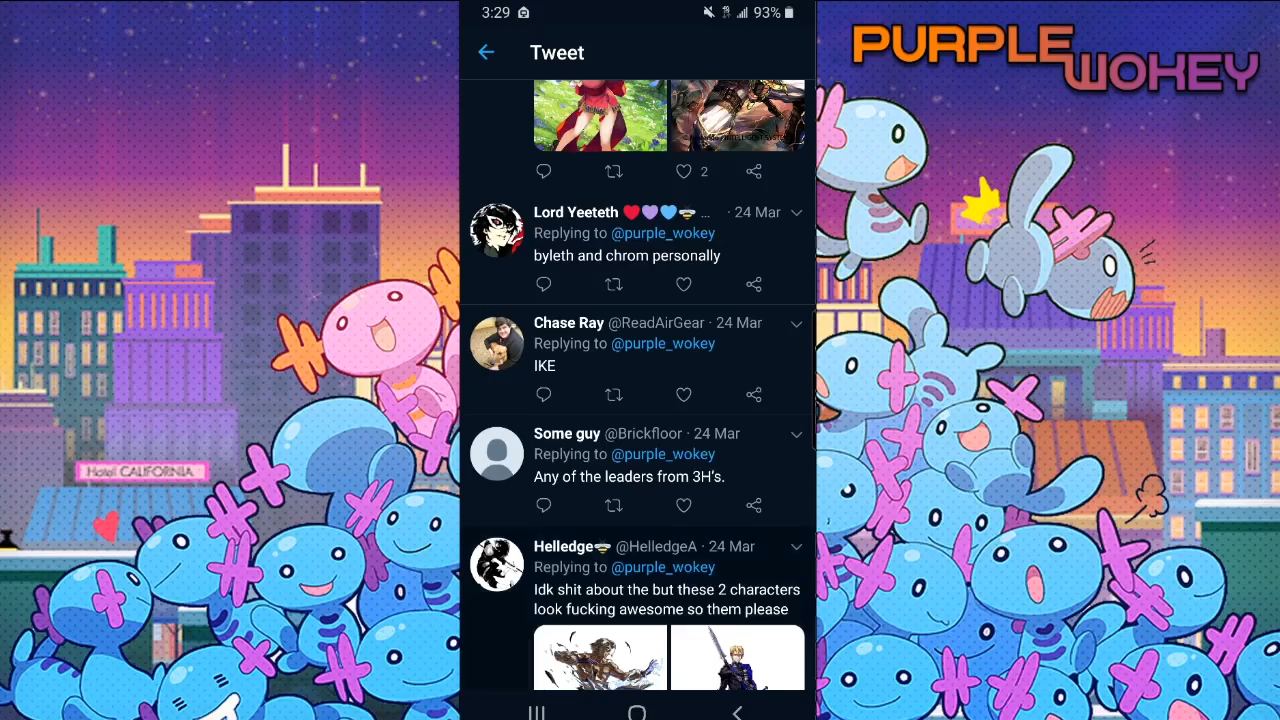 3:29
93%
PURPLE
WOKEY
Tweet
2
Lord Yeeteth ❤️💜💙🐝 … · 24 Mar
Replying to @purple_wokey
byleth and chrom personally
Chase Ray @ReadAirGear · 24 Mar
Replying to @purple_wokey
IKE
Some guy @Brickfloor · 24 Mar
Replying to @purple_wokey
Any of the leaders from 3H's.
Hotel CALIFORNIA
Helledge🐝 @HelledgeA · 24 Mar
Replying to @purple_wokey
Idk shit about the but these 2 characters
look fucking awesome so them please